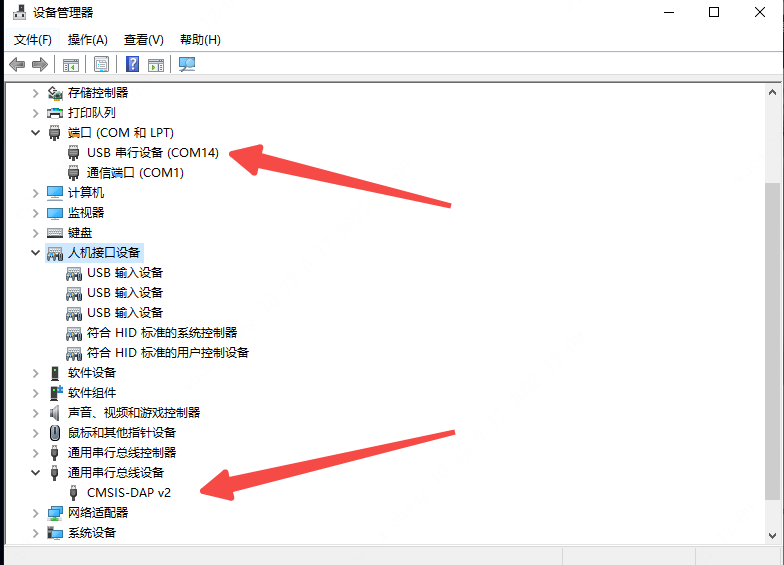 设备管理器
文件(F) 操作(A) 查看(V) 帮助(H)
存储控制器
打印队列
端口 (COM 和 LPT)
USB 串行设备 (COM14)
通信端口 (COM1)
计算机
监视器
键盘
人机接口设备
USB 输入设备
USB 输入设备
USB 输入设备
符合 HID 标准的系统控制器
符合 HID 标准的用户控制设备
软件设备
软件组件
声音、视频和游戏控制器
鼠标和其他指针设备
通用串行总线控制器
通用串行总线设备
CMSIS-DAP v2
网络适配器
系统设备